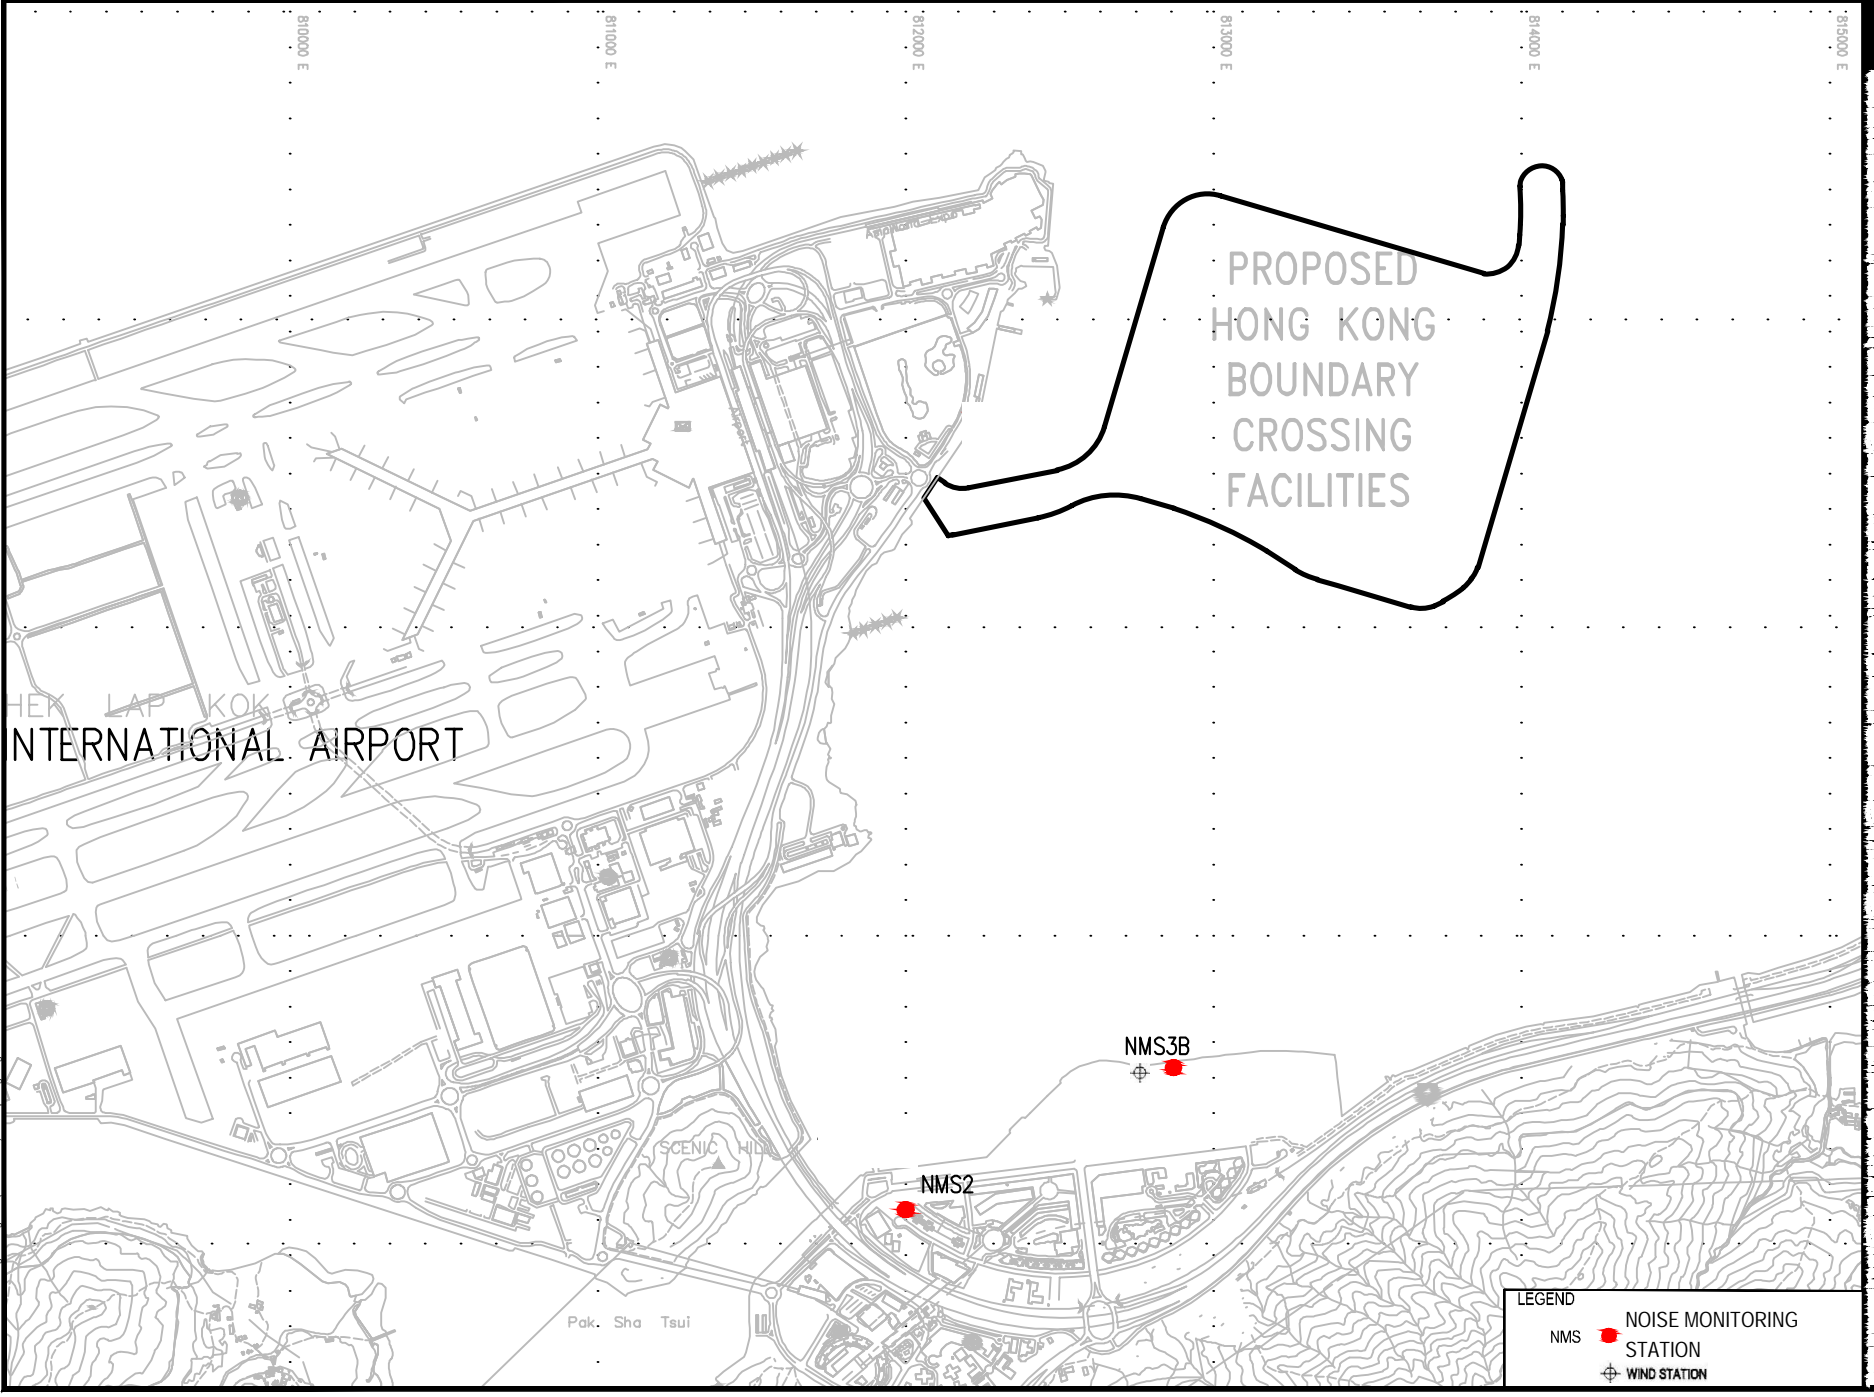 810000 E
811000 E
812000 E
813000 E
814000 E
815000 E
Airport
PROPOSED
HONG KONG
BOUNDARY
CROSSING
FACILITIES
HEK LAP KOK
INTERNATIONAL AIRPORT
NMS3B
SCENIC HILL
NMS2
Pak Sha Tsui
LEGEND
NMS
NOISE MONITORING
STATION
WIND STATION